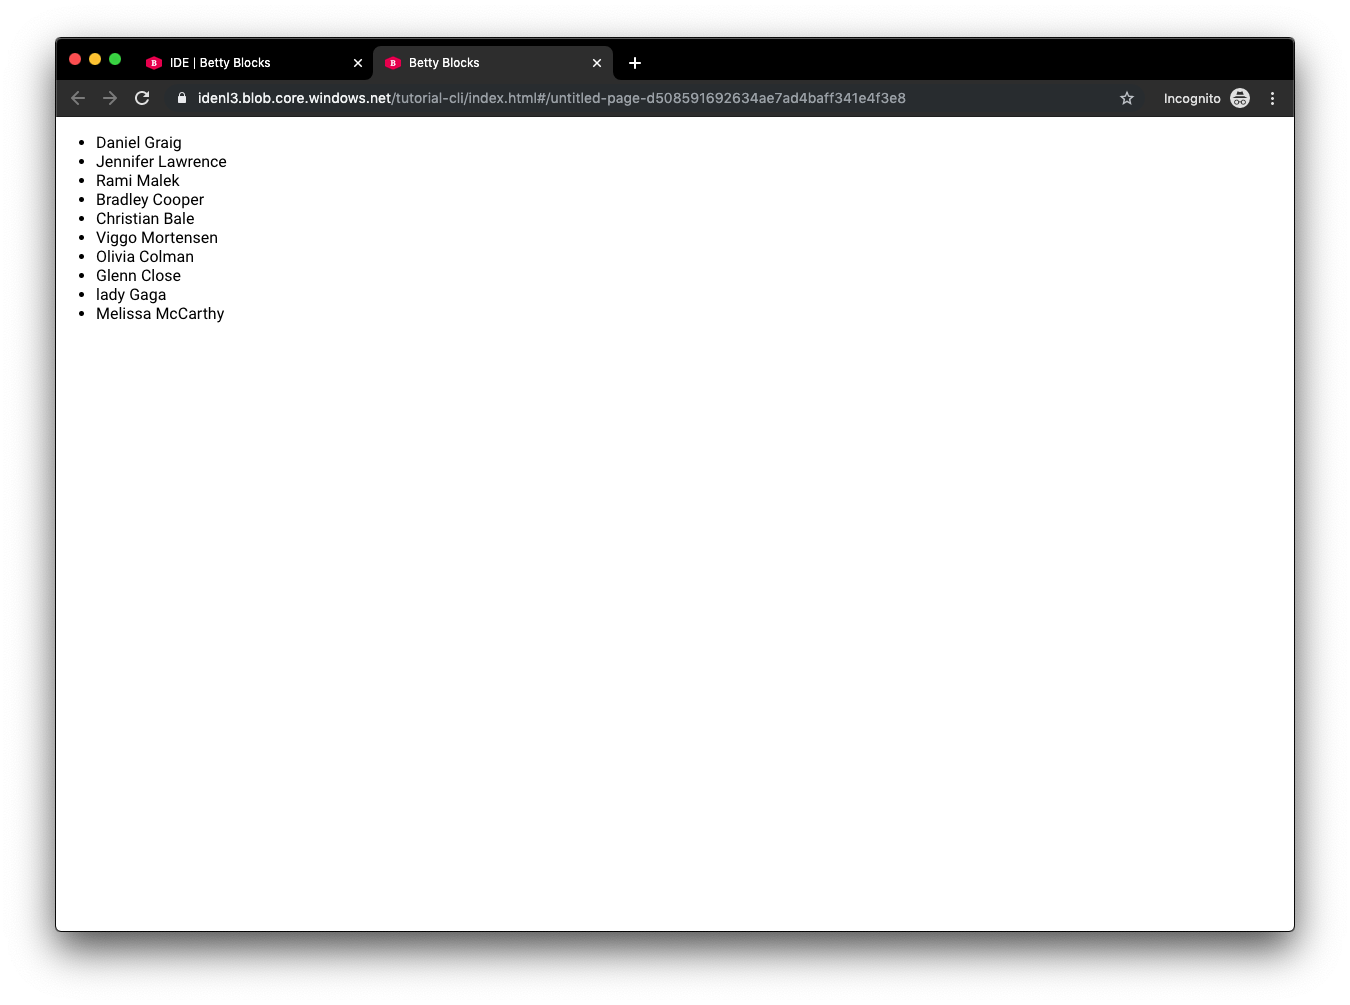 IDE | Betty Blocks
Betty Blocks
idenl3.blob.core.windows.net/tutorial-cli/index.html#/untitled-page-d508591692634ae7ad4baff341e4f3e8
Incognito
Daniel Graig
Jennifer Lawrence
Rami Malek
Bradley Cooper
Christian Bale
Viggo Mortensen
Olivia Colman
Glenn Close
lady Gaga
Melissa McCarthy